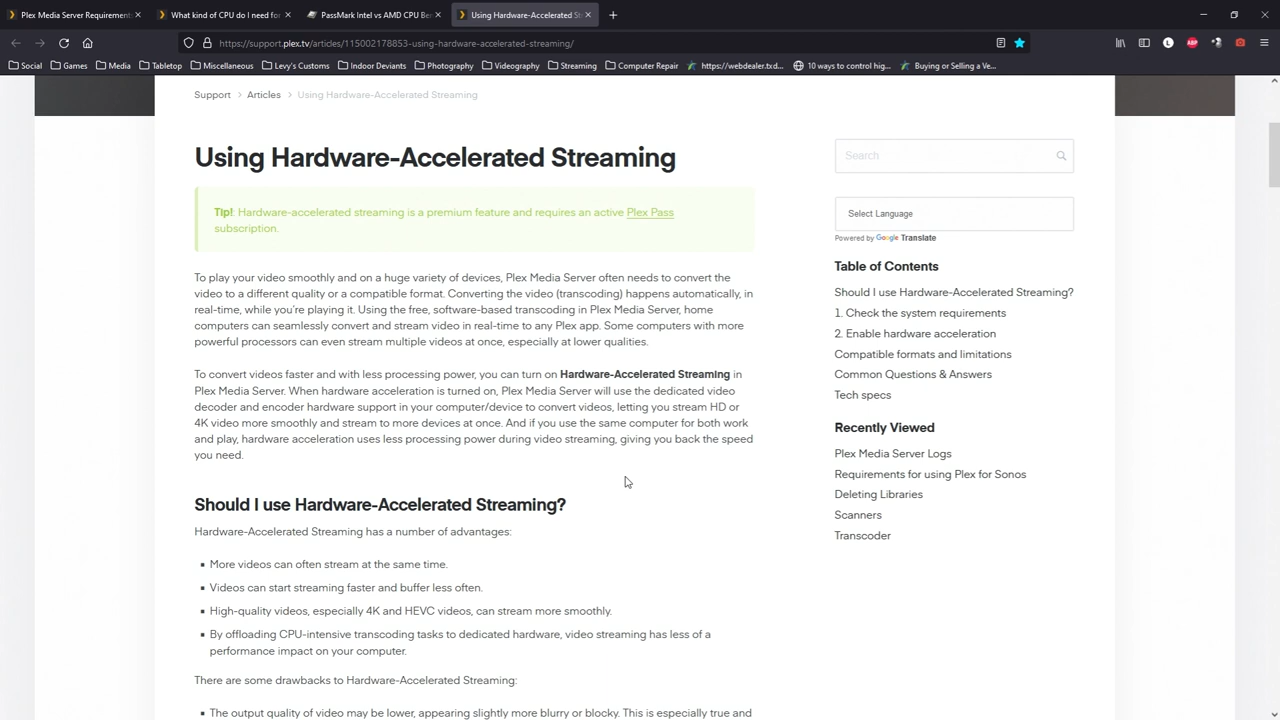 Plex Media Server Requirement
What kind of CPU do I need fo
PassMark Intel vs AMD CPU Ben
Using Hardware-Accelerated St
https://support.plex.tv/articles/115002178853-using-hardware-accelerated-streaming/
Social
Games
Media
Tabletop
Miscellaneous
Levy's Customs
Indoor Deviants
Photography
Videography
Streaming
Computer Repair
https://webdealer.txd...
10 ways to control hig...
Buying or Selling a Ve...
Support > Articles > Using Hardware-Accelerated Streaming
Using Hardware-Accelerated Streaming
Tip!: Hardware-accelerated streaming is a premium feature and requires an active Plex Pass
subscription.
To play your video smoothly and on a huge variety of devices, Plex Media Server often needs to convert the
video to a different quality or a compatible format. Converting the video (transcoding) happens automatically, in
real-time, while you're playing it. Using the free, software-based transcoding in Plex Media Server, home
computers can seamlessly convert and stream video in real-time to any Plex app. Some computers with more
powerful processors can even stream multiple videos at once, especially at lower qualities.
To convert videos faster and with less processing power, you can turn on Hardware-Accelerated Streaming in
Plex Media Server. When hardware acceleration is turned on, Plex Media Server will use the dedicated video
decoder and encoder hardware support in your computer/device to convert videos, letting you stream HD or
4K video more smoothly and stream to more devices at once. And if you use the same computer for both work
and play, hardware acceleration uses less processing power during video streaming, giving you back the speed
you need.
Should I use Hardware-Accelerated Streaming?
Hardware-Accelerated Streaming has a number of advantages:
▪ More videos can often stream at the same time.
▪ Videos can start streaming faster and buffer less often.
▪ High-quality videos, especially 4K and HEVC videos, can stream more smoothly.
▪ By offloading CPU-intensive transcoding tasks to dedicated hardware, video streaming has less of a
performance impact on your computer.
There are some drawbacks to Hardware-Accelerated Streaming:
▪ The output quality of video may be lower, appearing slightly more blurry or blocky. This is especially true and
Search
Select Language
Powered by Google Translate
Table of Contents
Should I use Hardware-Accelerated Streaming?
1. Check the system requirements
2. Enable hardware acceleration
Compatible formats and limitations
Common Questions & Answers
Tech specs
Recently Viewed
Plex Media Server Logs
Requirements for using Plex for Sonos
Deleting Libraries
Scanners
Transcoder